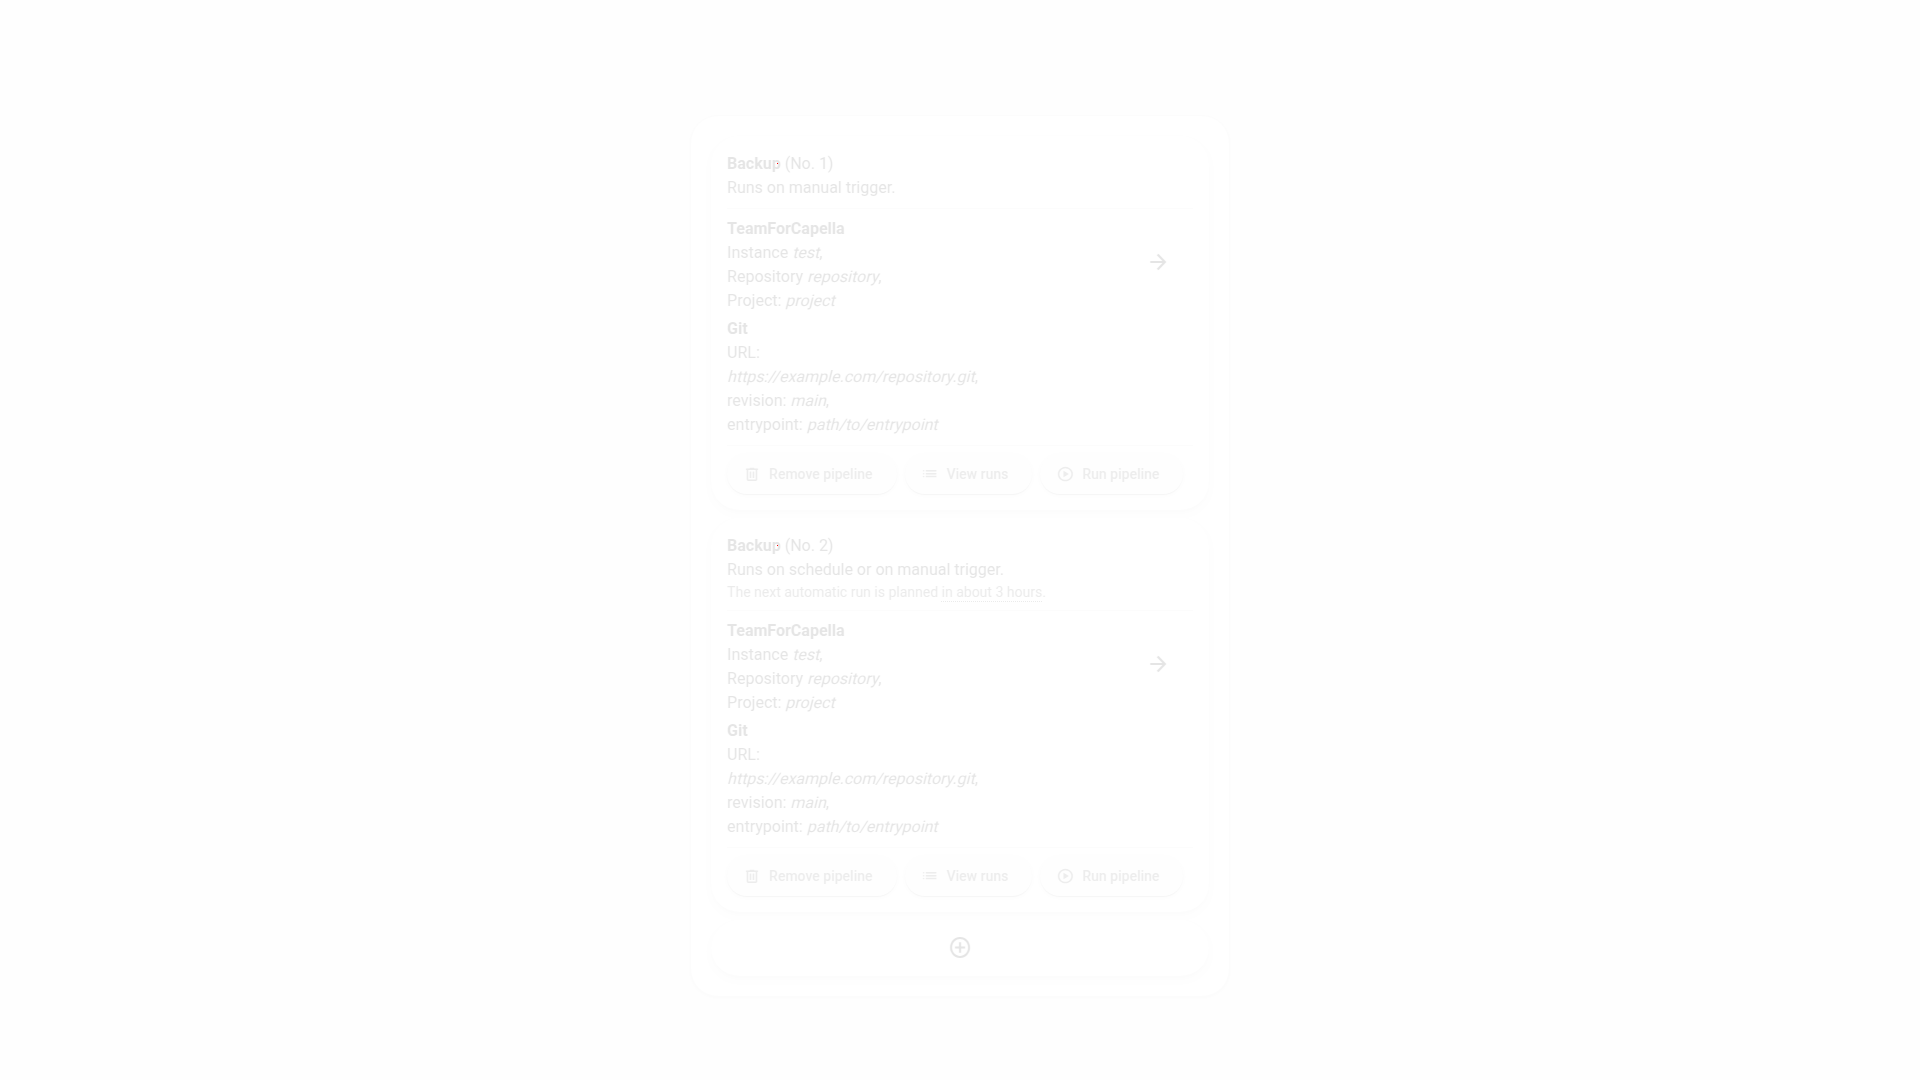 Backup (No. 1)
Runs on manual trigger.
TeamForCapella
Instance test,
Repository repository,
Project: project
Git
URL:
https://example.com/repository.git,
revision: main,
entrypoint: path/to/entrypoint
Remove pipeline
View runs
Run pipeline
Backup (No. 2)
Runs on schedule or on manual trigger.
The next automatic run is planned in about 3 hours.
TeamForCapella
Instance test,
Repository repository,
Project: project
Git
URL:
https://example.com/repository.git,
revision: main,
entrypoint: path/to/entrypoint
Remove pipeline
View runs
Run pipeline